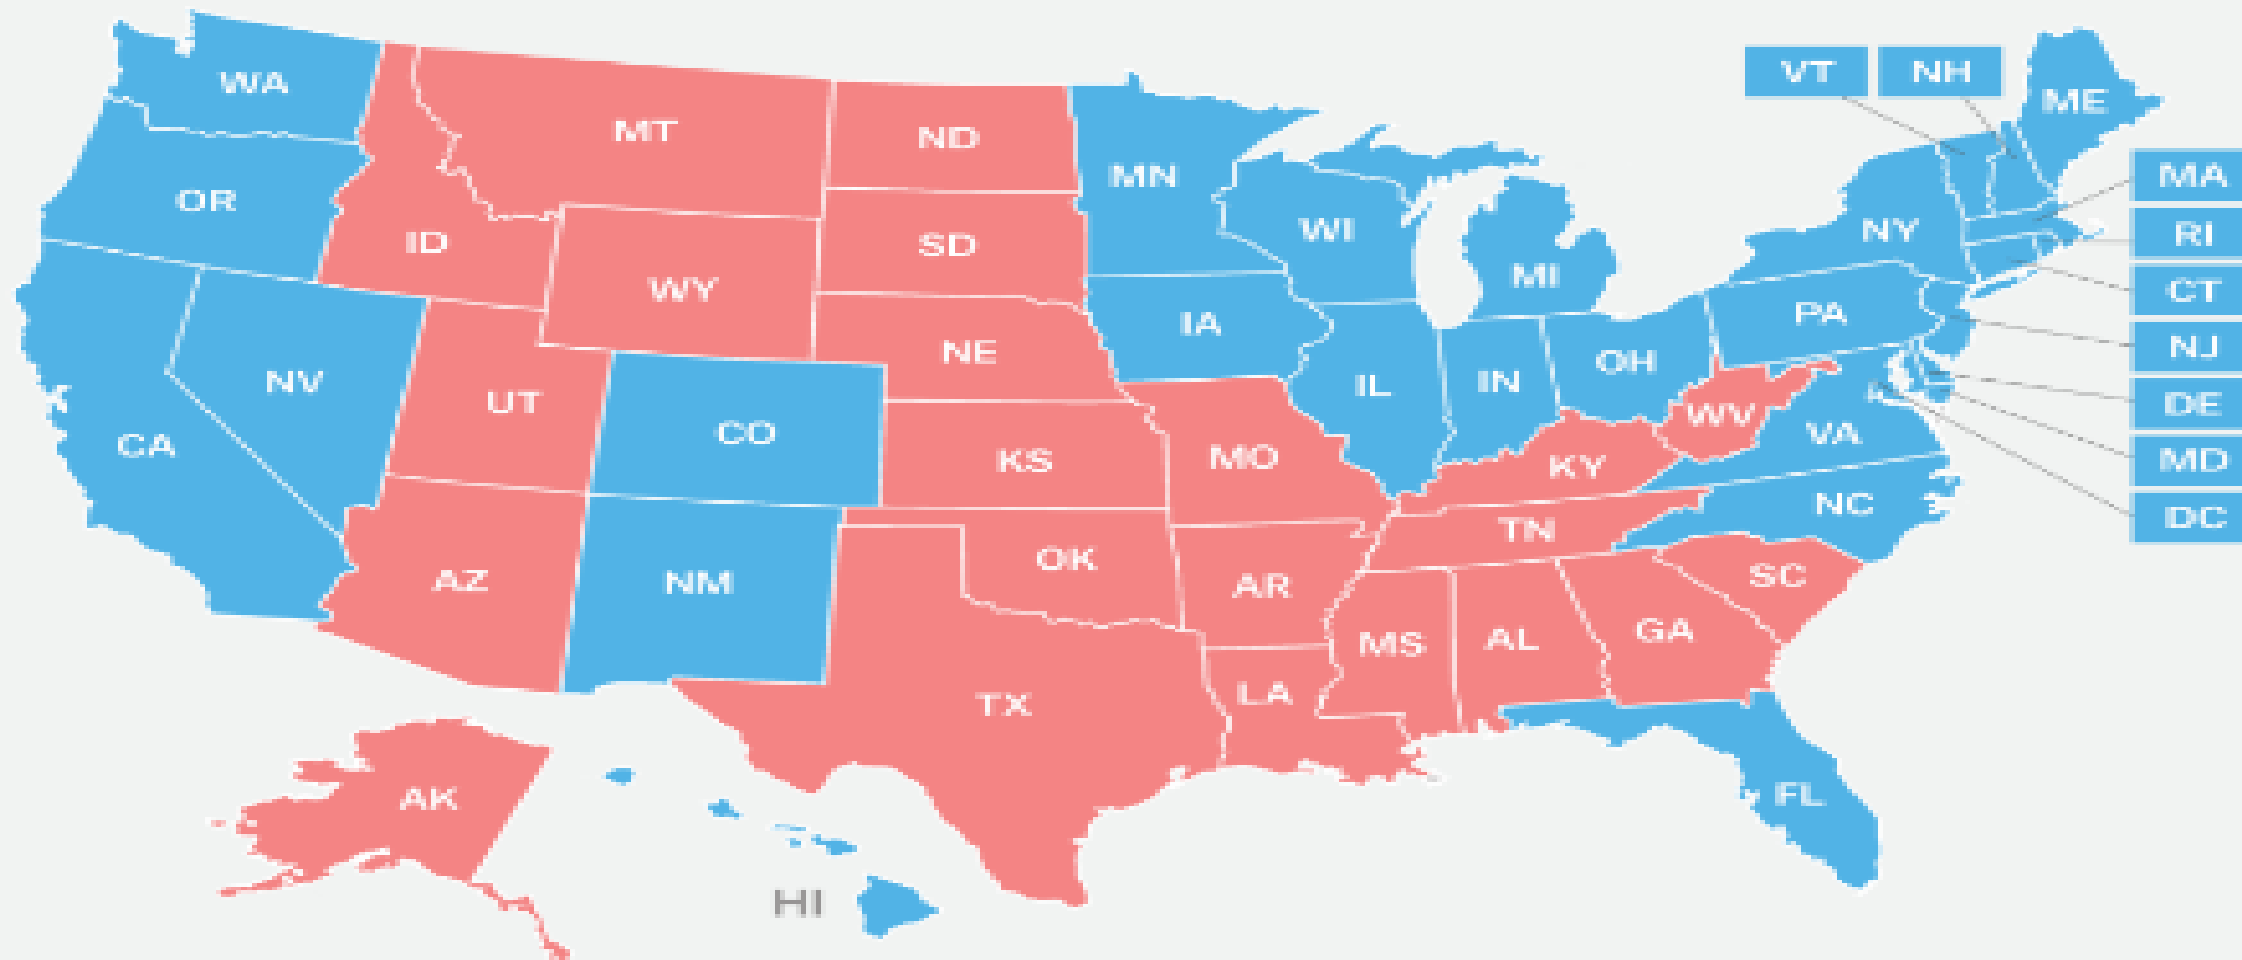 WA
OR
CA
NV
ID
MT
WY
UT
AZ
CO
NM
ND
SD
NE
KS
OK
TX
MN
IA
MO
AR
LA
WI
IL
MI
IN
OH
KY
TN
MS
AL
GA
SC
NC
VA
WV
PA
NY
FL
VT
NH
ME
MA
RI
CT
NJ
DE
MD
DC
AK
HI